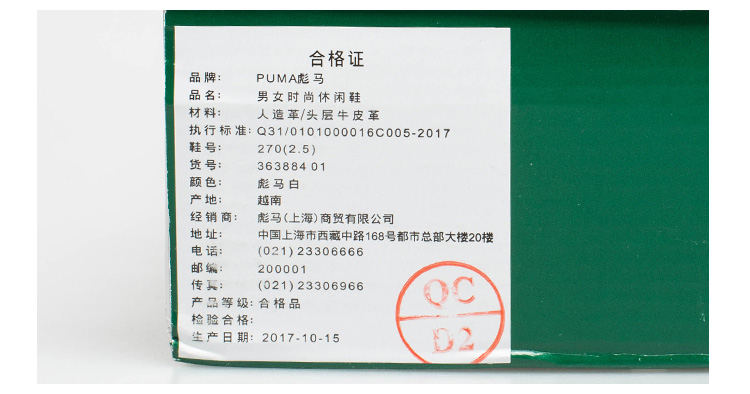 合格证
品牌: PUMA彪马
品名: 男女时尚休闲鞋
材料: 人造革/头层牛皮革
执行标准: Q31/0101000016C005-2017
鞋号: 270(2.5)
货号: 363884 01
颜色: 彪马白
产地: 越南
经销商: 彪马(上海)商贸有限公司
地址: 中国上海市西藏中路168号都市总部大楼20楼
电话: (021) 23306666
邮编: 200001
传真: (021) 23306966
产品等级: 合格品
检验合格:
生产日期: 2017-10-15
QC
D2